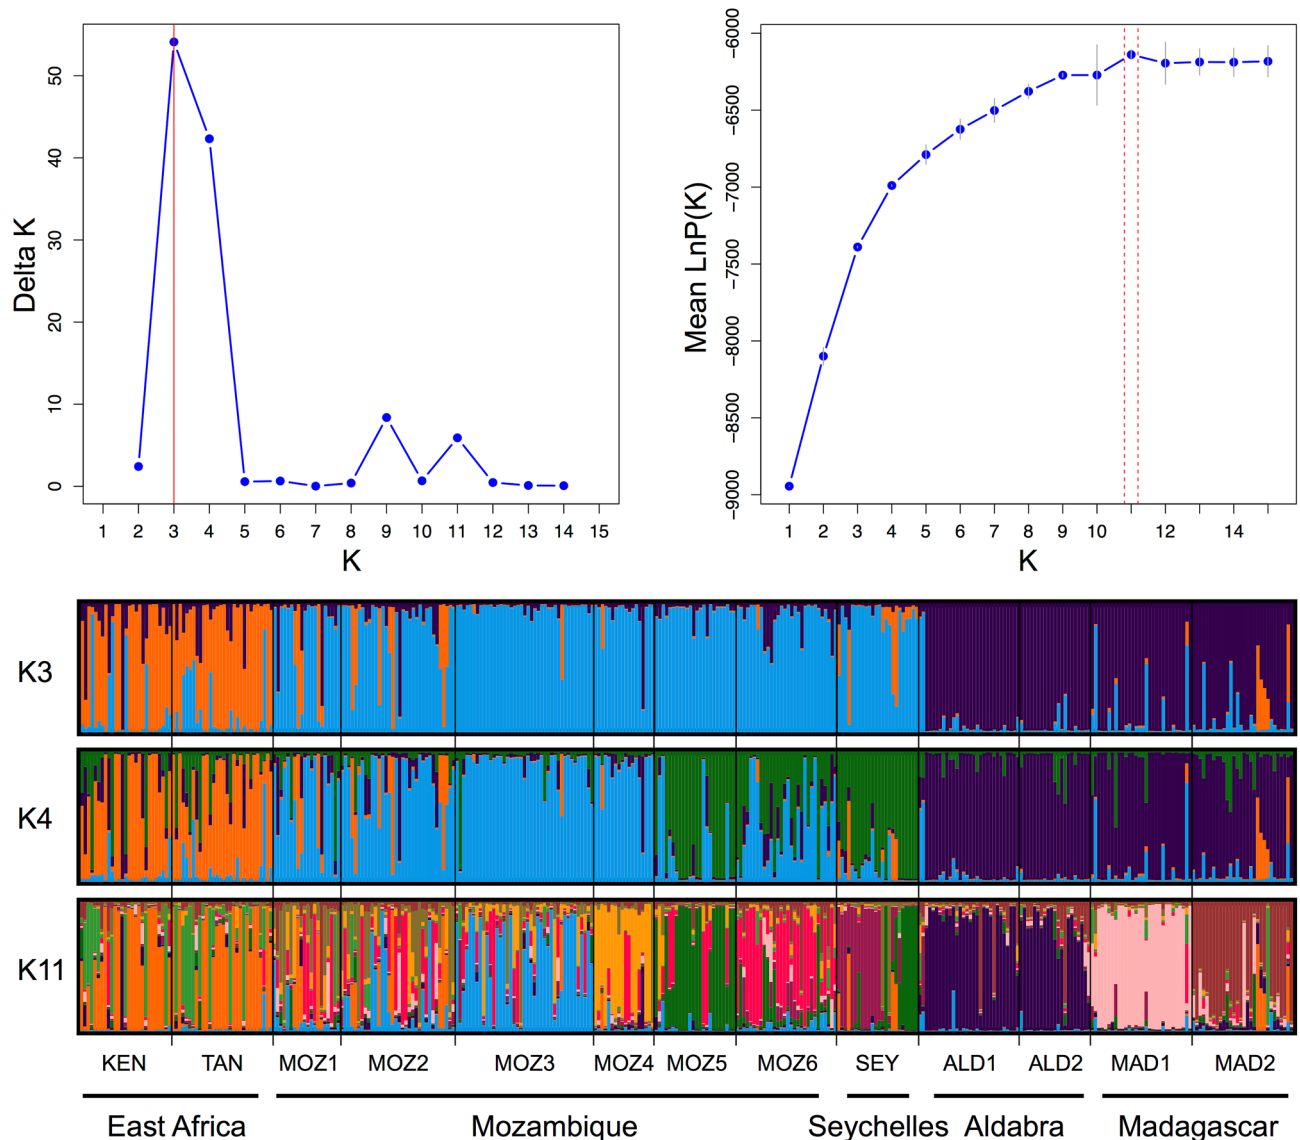 Delta K
50
40
30
20
10
0
1 2 3 4 5 6 7 8 9 10 11 12 13 14 15
K
Mean LnP(K)
−6000
−6500
−7000
−7500
−8000
−8500
−9000
1 2 3 4 5 6 7 8 9 10 12 14
K
K3
K4
K11
KEN TAN MOZ1 MOZ2 MOZ3 MOZ4 MOZ5 MOZ6 SEY ALD1 ALD2 MAD1 MAD2
East Africa Mozambique Seychelles Aldabra Madagascar